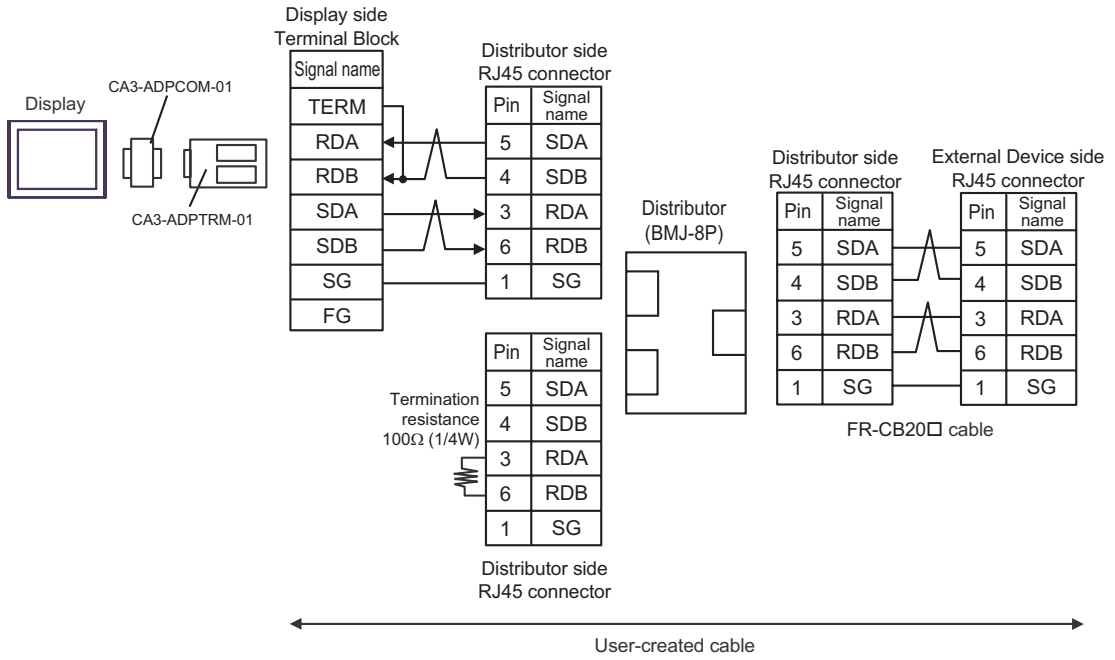 Display
CA3-ADPCOM-01
CA3-ADPTRM-01
Display side
Terminal Block
Signal name
TERM
RDA
RDB
SDA
SDB
SG
FG
Distributor side
RJ45 connector
Pin Signal name
5 SDA
4 SDB
3 RDA
6 RDB
1 SG
Termination
resistance
100Ω (1/4W)
Pin Signal name
5 SDA
4 SDB
3 RDA
6 RDB
1 SG
Distributor side
RJ45 connector
Distributor
(BMJ-8P)
Distributor side
RJ45 connector
Pin Signal name
5 SDA
4 SDB
3 RDA
6 RDB
1 SG
External Device side
RJ45 connector
Pin Signal name
5 SDA
4 SDB
3 RDA
6 RDB
1 SG
FR-CB20□ cable
User-created cable